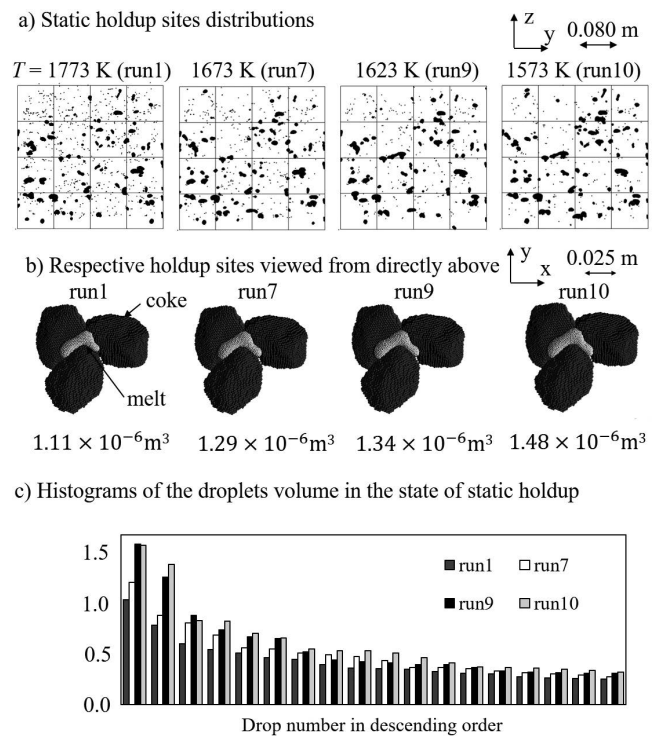 a) Static holdup sites distributions
z
y
0.080 m
T = 1773 K (run1) 1673 K (run7) 1623 K (run9) 1573 K (run10)
b) Respective holdup sites viewed from directly above
y
x
0.025 m
run1 run7 run9 run10
coke
melt
1.11 × 10⁻⁶m³ 1.29 × 10⁻⁶m³ 1.34 × 10⁻⁶m³ 1.48 × 10⁻⁶m³
c) Histograms of the droplets volume in the state of static holdup
1.5
1.0
0.5
0.0
run1 run7
run9 run10
Drop number in descending order